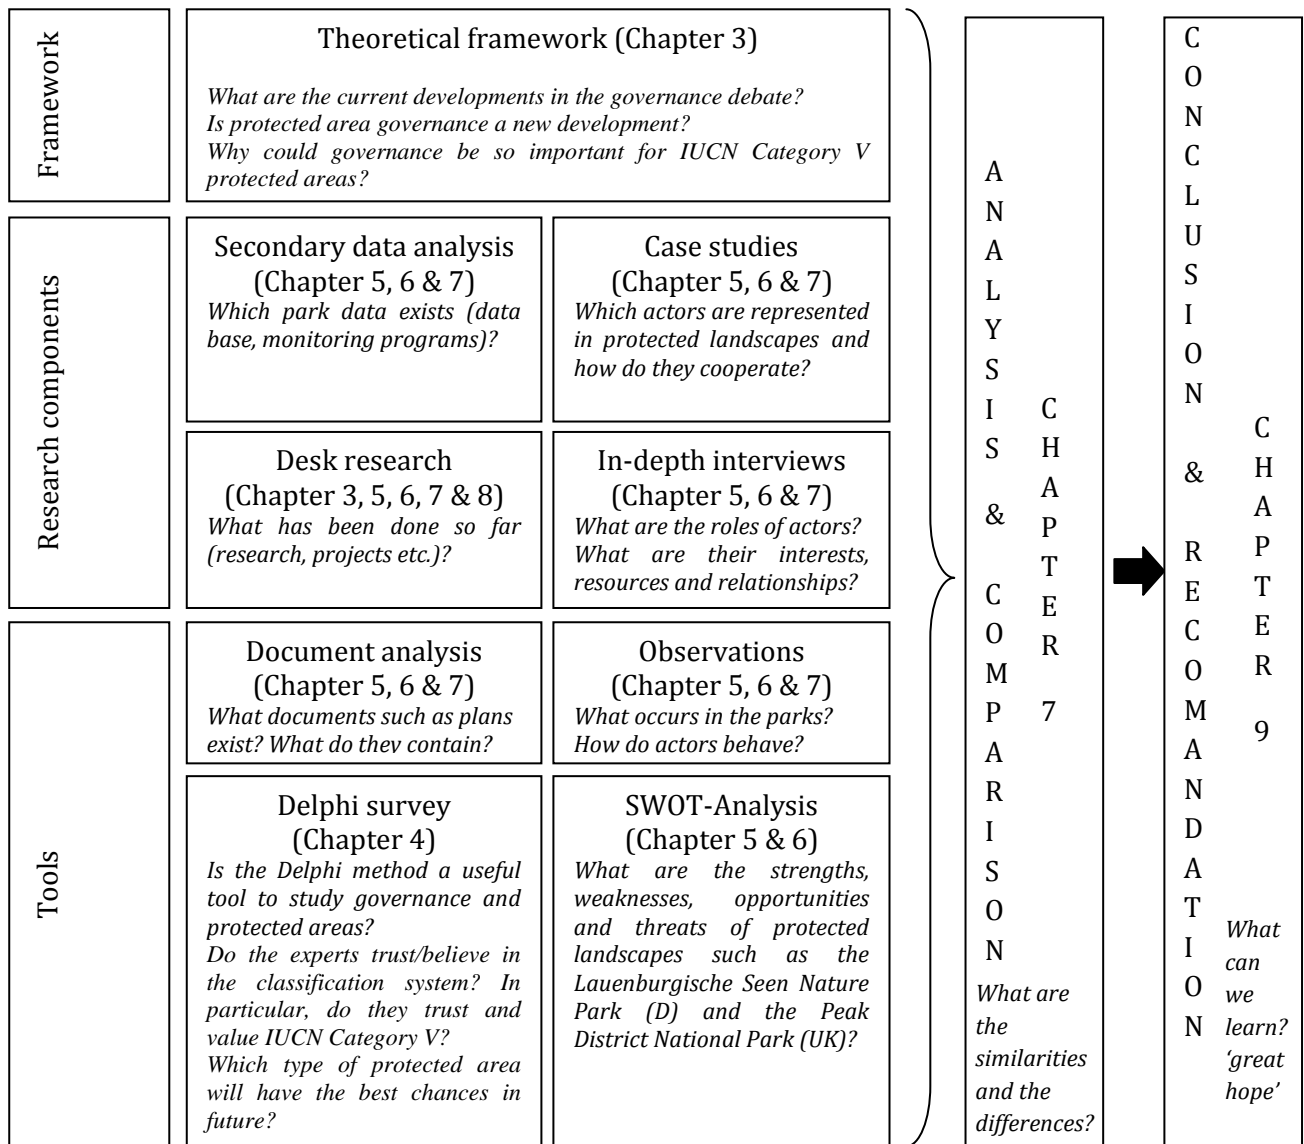 Framework
Theoretical framework (Chapter 3)
What are the current developments in the governance debate?
Is protected area governance a new development?
Why could governance be so important for IUCN Category V
protected areas?
Research components
Secondary data analysis
(Chapter 5, 6 & 7)
Which park data exists (data
base, monitoring programs)?
Case studies
(Chapter 5, 6 & 7)
Which actors are represented
in protected landscapes and
how do they cooperate?
Desk research
(Chapter 3, 5, 6, 7 & 8)
What has been done so far
(research, projects etc.)?
In-depth interviews
(Chapter 5, 6 & 7)
What are the roles of actors?
What are their interests,
resources and relationships?
Tools
Document analysis
(Chapter 5, 6 & 7)
What documents such as plans
exist? What do they contain?
Observations
(Chapter 5, 6 & 7)
What occurs in the parks?
How do actors behave?
Delphi survey
(Chapter 4)
Is the Delphi method a useful
tool to study governance and
protected areas?
Do the experts trust/believe in
the classification system? In
particular, do they trust and
value IUCN Category V?
Which type of protected area
will have the best chances in
future?
SWOT-Analysis
(Chapter 5 & 6)
What are the strengths,
weaknesses, opportunities
and threats of protected
landscapes such as the
Lauenburgische Seen Nature
Park (D) and the Peak
District National Park (UK)?
ANALYSIS & COMPARISON
CHAPTER 7
What are
the
similarities
and the
differences?
CONCLUSION & RECOMANDATION
CHAPTER 9
What
can
we
learn?
‘great
hope’